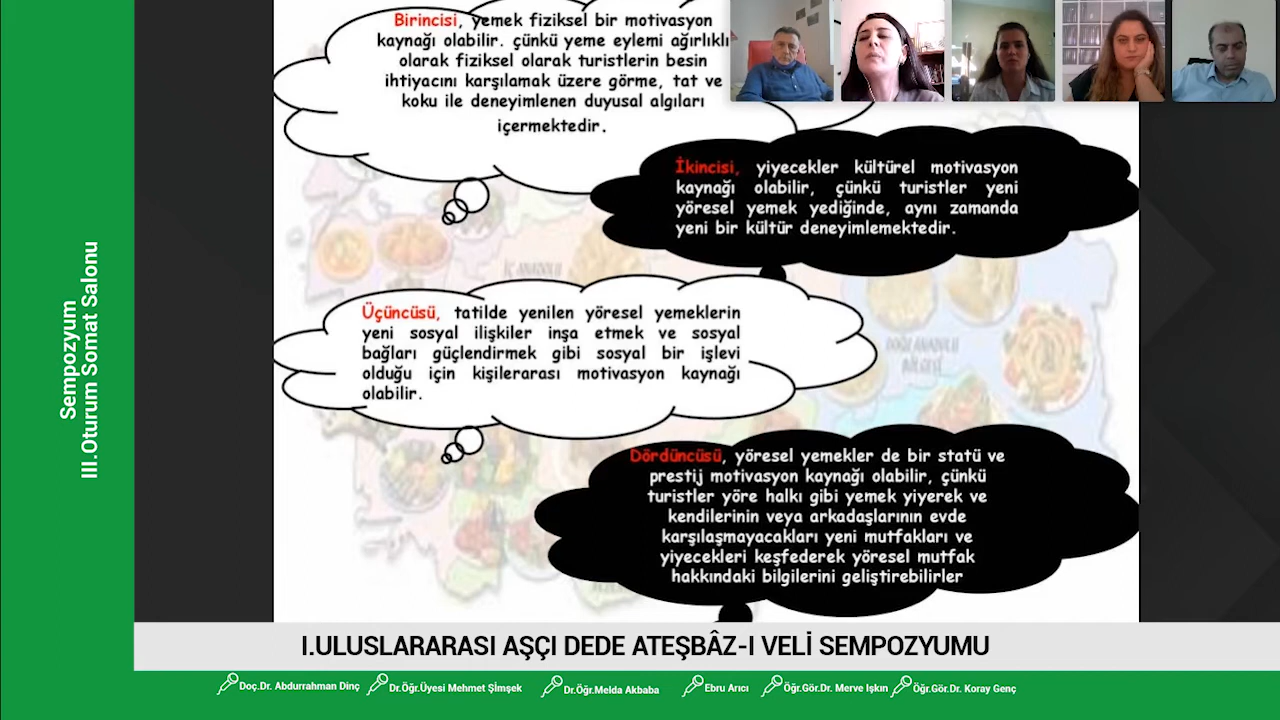 Birincisi, yemek fiziksel bir motivasyon
kaynağı olabilir. çünkü yeme eylemi ağırlıklı
olarak fiziksel olarak turistlerin besin
ihtiyacını karşılamak üzere görme, tat ve
koku ile deneyimlenen duyusal algıları
içermektedir.
İkincisi, yiyecekler kültürel motivasyon
kaynağı olabilir, çünkü turistler yeni
yöresel yemek yediğinde, aynı zamanda
yeni bir kültür deneyimlemektedir.
Üçüncüsü, tatilde yenilen yöresel yemeklerin
yeni sosyal ilişkiler inşa etmek ve sosyal
bağları güçlendirmek gibi sosyal bir işlevi
olduğu için kişilerarası motivasyon kaynağı
olabilir.
Dördüncüsü, yöresel yemekler de bir statü ve
prestij motivasyon kaynağı olabilir, çünkü
turistler yöre halkı gibi yemek yiyerek ve
kendilerinin veya arkadaşlarının evde
karşılaşmayacakları yeni mutfakları ve
yiyecekleri keşfederek yöresel mutfak
hakkındaki bilgilerini geliştirebilirler
İÇ ANADOLU
DOĞU ANADOLU
BÖLGESİ
Sempozyum
III.Oturum Somat Salonu
I.ULUSLARARASI AŞÇI DEDE ATEŞBÂZ-I VELİ SEMPOZYUMU
Doç.Dr. Abdurrahman Dinç
Dr.Öğr.Üyesi Mehmet Şİmşek
Dr.Öğr.Melda Akbaba
Ebru Arıcı
Öğr.Gör.Dr. Merve Işkın
Öğr.Gör.Dr. Koray Genç